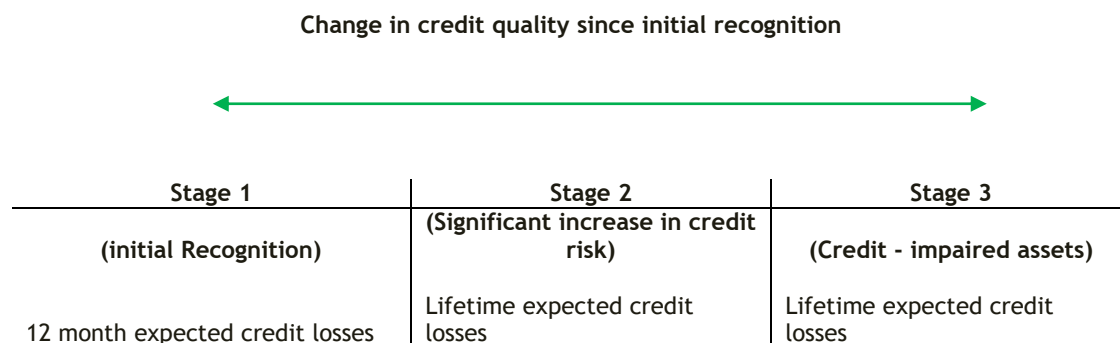 Change in credit quality since initial recognition
Stage 1
Stage 2
Stage 3
(initial Recognition)
(Significant increase in credit
risk)
(Credit - impaired assets)
12 month expected credit losses
Lifetime expected credit
losses
Lifetime expected credit
losses